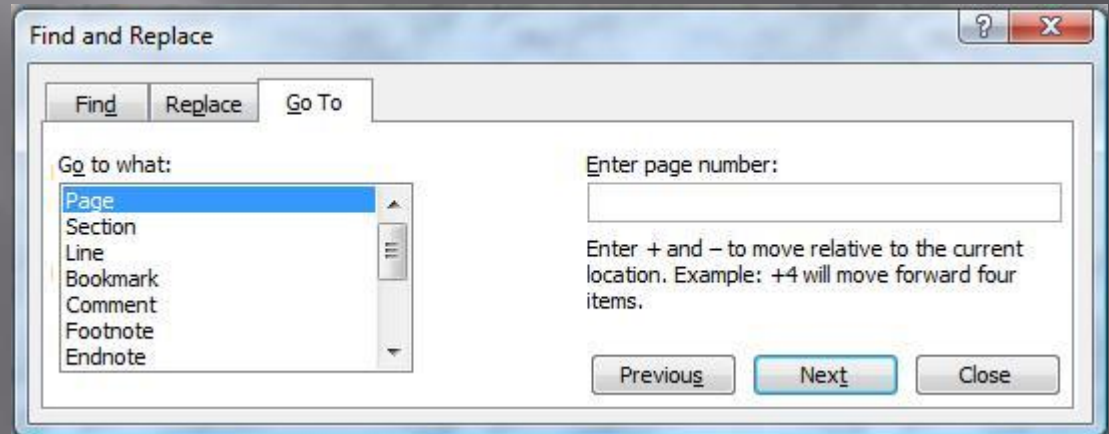 Find and Replace
Find
Replace
Go To
Go to what:
Page
Section
Line
Bookmark
Comment
Footnote
Endnote
Enter page number:
Enter + and – to move relative to the current
location. Example: +4 will move forward four
items.
Previous
Next
Close